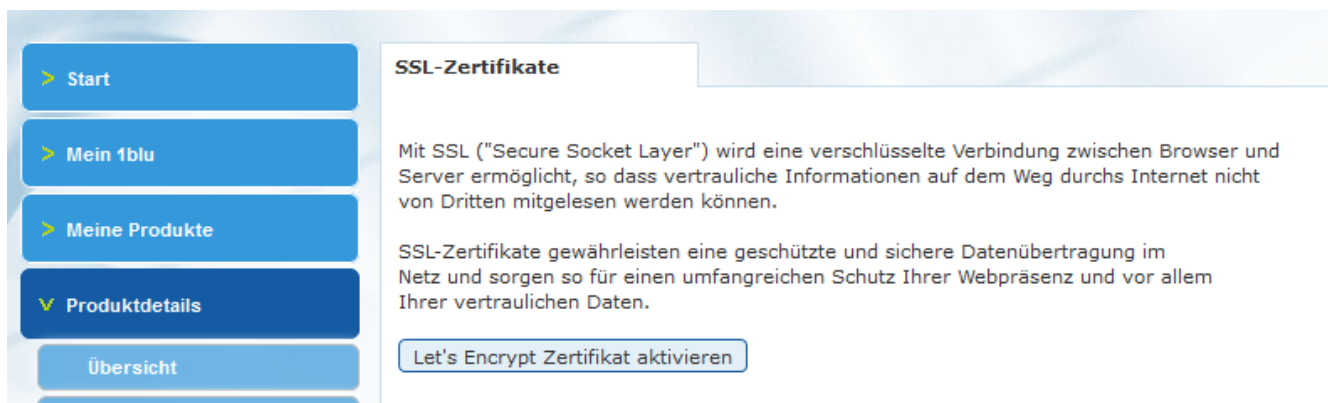 > Start
> Mein 1blu
> Meine Produkte
v Produktdetails
Übersicht
SSL-Zertifikate
Mit SSL ("Secure Socket Layer") wird eine verschlüsselte Verbindung zwischen Browser und
Server ermöglicht, so dass vertrauliche Informationen auf dem Weg durchs Internet nicht
von Dritten mitgelesen werden können.
SSL-Zertifikate gewährleisten eine geschützte und sichere Datenübertragung im
Netz und sorgen so für einen umfangreichen Schutz Ihrer Webpräsenz und vor allem
Ihrer vertraulichen Daten.
Let's Encrypt Zertifikat aktivieren